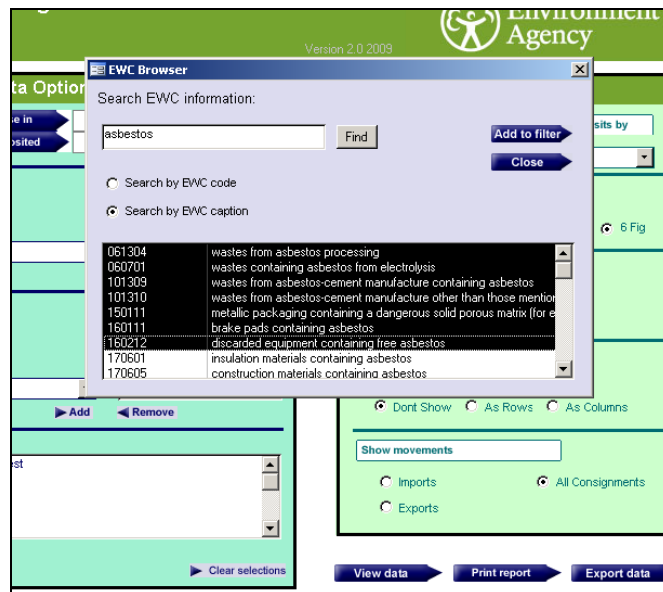 Environment
Agency
Version 2.0 2009
EWC Browser
ta Option
Search EWC information:
se in
asbestos
Find
Add to filter
sits by
osited
Close
Search by EWC code
Search by EWC caption
6 Fig
061304 wastes from asbestos processing
060701 wastes containing asbestos from electrolysis
101309 wastes from asbestos-cement manufacture containing asbestos
101310 wastes from asbestos-cement manufacture other than those mention
150111 metallic packaging containing a dangerous solid porous matrix (for e
160111 brake pads containing asbestos
160212 discarded equipment containing free asbestos
170601 insulation materials containing asbestos
170605 construction materials containing asbestos
Add Remove
Dont Show As Rows As Columns
Show movements
est
Imports All Consignments
Exports
Clear selections
View data Print report Export data